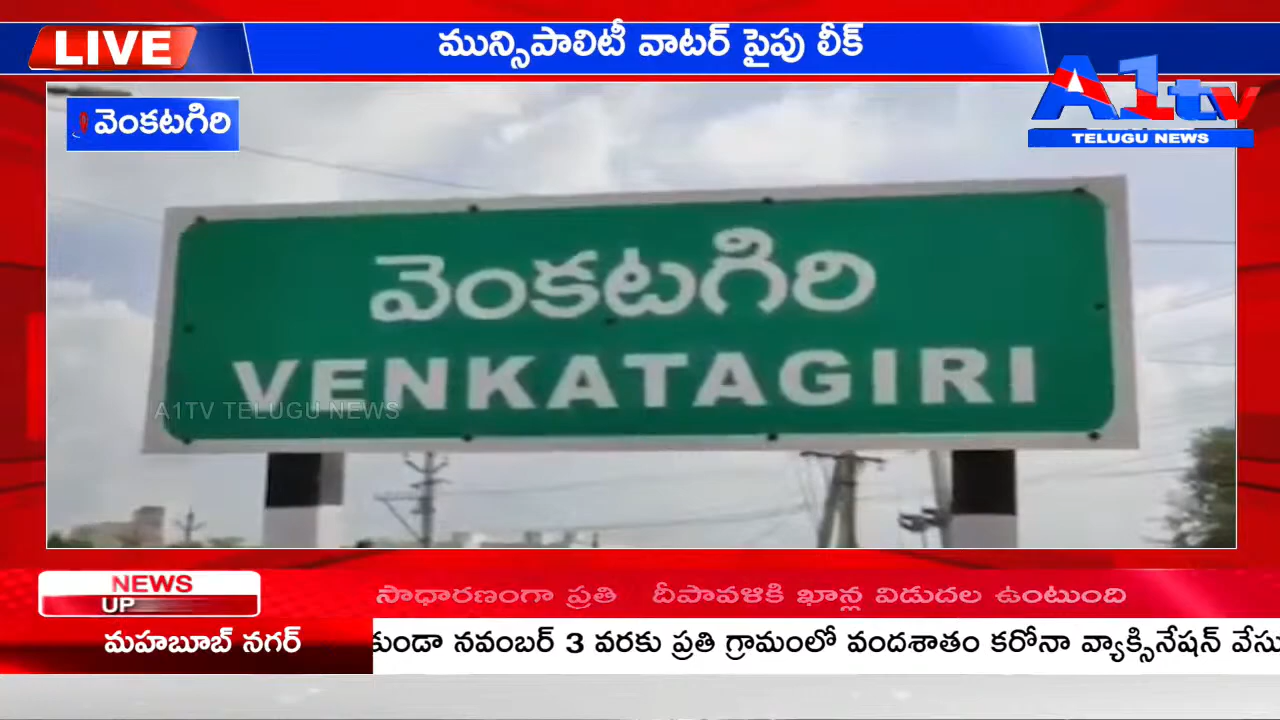 LIVE
మున్సిపాలిటీ వాటర్ పైపు లీక్
A1tv
TELUGU NEWS
వెంకటగిరి
వెంకటగిరి
VENKATAGIRI
A1TV TELUGU NEWS
NEWS
UP
సాధారణంగా ప్రతి దీపావళికి ఖాన్ల విడుదల ఉంటుంది
మహబూబ్ నగర్
కుండా నవంబర్ 3 వరకు ప్రతి గ్రామంలో వందశాతం కరోనా వ్యాక్సినేషన్ వేసు